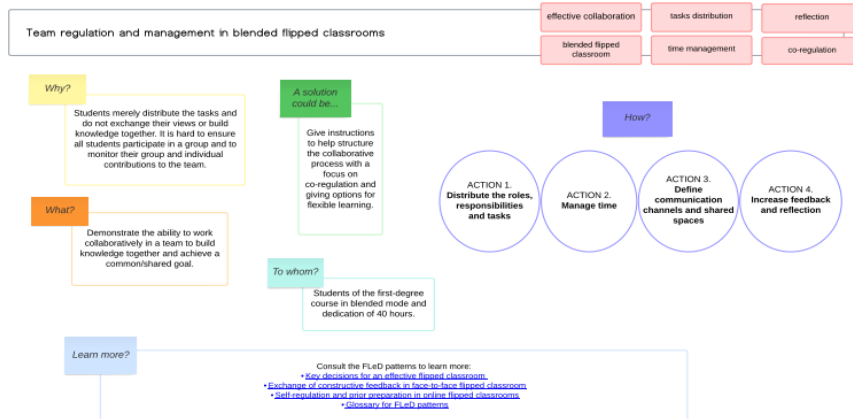 Team regulation and management in blended flipped classrooms
effective collaboration
tasks distribution
reflection
blended flipped
classroom
time management
co-regulation
Why?
Students merely distribute the tasks and
do not exchange their views or build
knowledge together. It is hard to ensure
all students participate in a group and to
monitor their group and individual
contributions to the team.
A solution
could be...
Give instructions
to help structure
the collaborative
process with a
focus on
co-regulation and
giving options for
flexible learning.
How?
ACTION 1.
Distribute the roles,
responsibilities
and tasks
ACTION 2.
Manage time
ACTION 3.
Define
communication
channels and shared
spaces
ACTION 4.
Increase feedback
and reflection
What?
Demonstrate the ability to work
collaboratively in a team to build
knowledge together and achieve a
common/shared goal.
To whom?
Students of the first-degree
course in blended mode and
dedication of 40 hours.
Learn more?
Consult the FLeD patterns to learn more:
•Key decisions for an effective flipped classroom
•Exchange of constructive feedback in face-to-face flipped classroom
•Self-regulation and prior preparation in online flipped classrooms
•Glossary for FLeD patterns